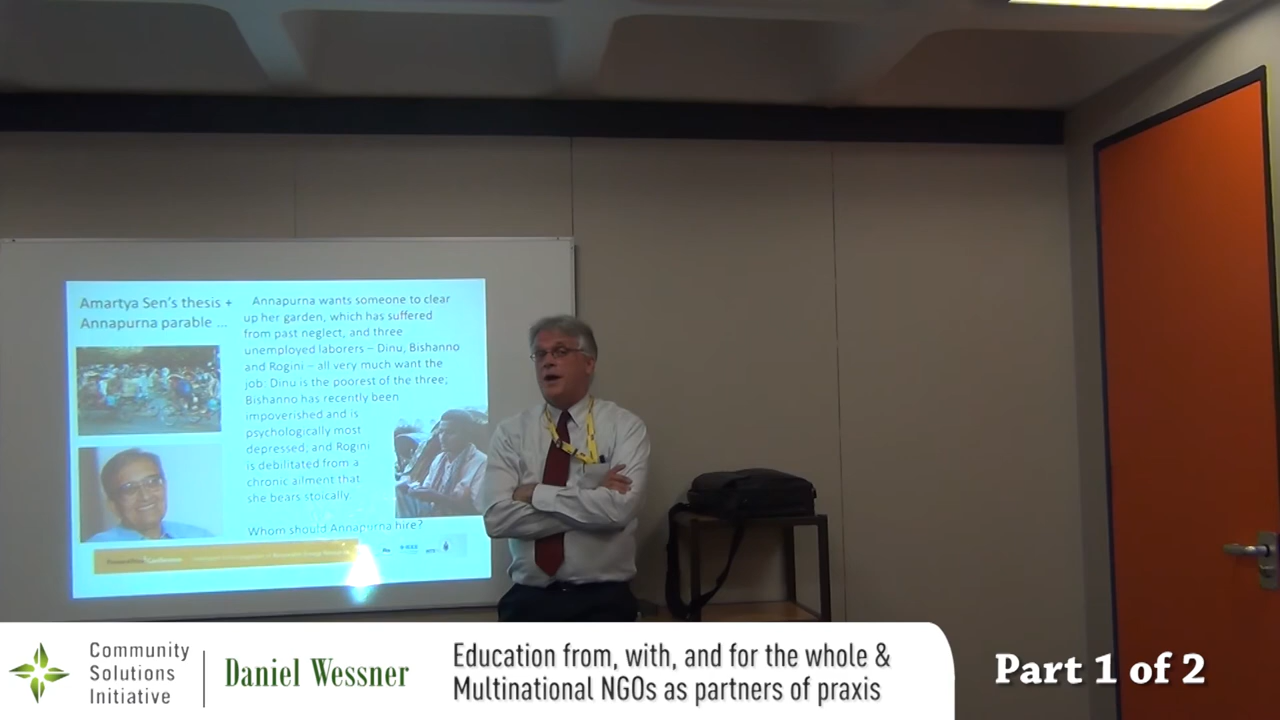 Amartya Sen's thesis +
Annapurna parable ...
Annapurna wants someone to clear
up her garden, which has suffered
from past neglect, and three
unemployed laborers – Dinu, Bishanno
and Rogini – all very much want the
job: Dinu is the poorest of the three;
Bishanno has recently been
impoverished and is
psychologically most
depressed, and Rogini
is debilitated from a
chronic ailment that
she bears stoically.
Whom should Annapurna hire?
Community
Solutions
Initiative
Daniel Wessner
Education from, with, and for the whole &
Multinational NGOs as partners of praxis
Part 1 of 2